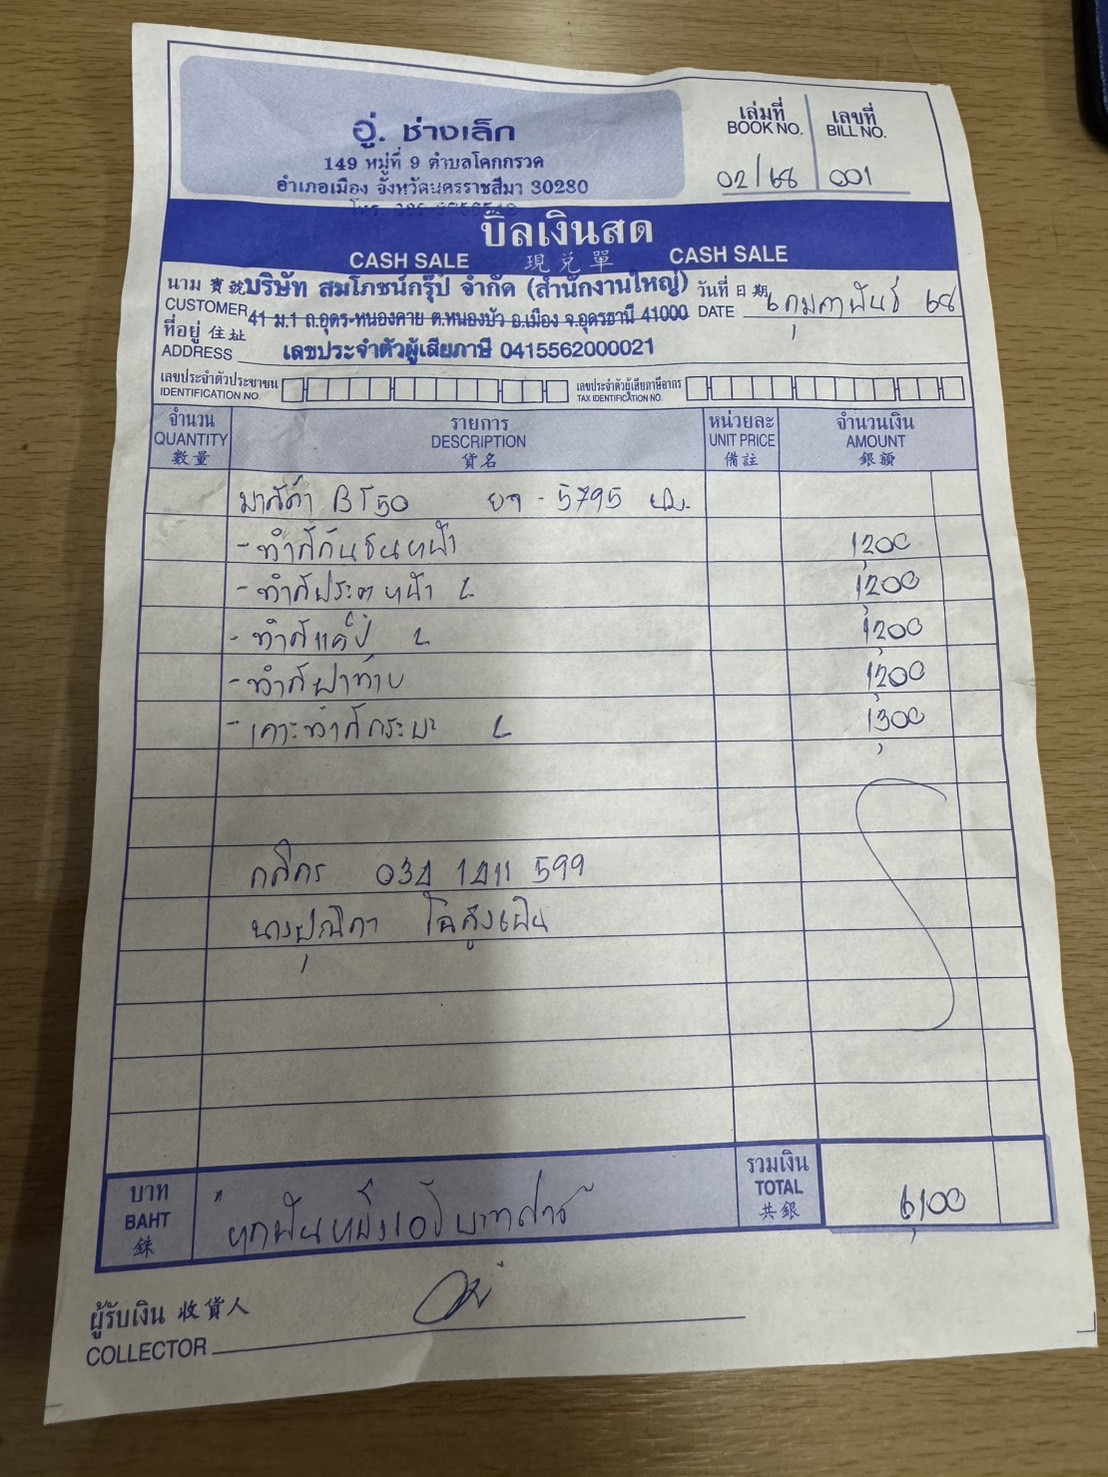 อู่. ช่างเล็ก
149 หมู่ที่ 9 ตำบลโคกกรวด
อำเภอเมือง จังหวัดนครราชสีมา 30280
เล่มที่ เลขที่
BOOK NO. BILL NO.
02/68 001
บิลเงินสด
CASH SALE 現兌單 CASH SALE
นาม 寶號 บริษัท สมโภชน์กรุ๊ป จำกัด (สำนักงานใหญ่) วันที่ 日期 6 กุมภาพันธ์ 68
CUSTOMER 41 ม.1 ถ.อุดร-หนองคาย ต.หนองบัว อ.เมือง จ.อุดรธานี 41000 DATE
ที่อยู่ 住址
ADDRESS เลขประจำตัวผู้เสียภาษี 0415562000021
เลขประจำตัวประชาชน เลขประจำตัวผู้เสียภาษีอากร
IDENTIFICATION NO. TAX IDENTIFICATION NO.
จำนวน รายการ หน่วยละ จำนวนเงิน
QUANTITY DESCRIPTION UNIT PRICE AMOUNT
數量 貨名 備註 銀額
มาสด้า BT50 ยจ - 5795 นม.
- ทำสีกันชนหน้า 1,200
- ทำสีประตูหน้า L 1,200
- ทำสีแค๊ป L 1,200
- ทำสีฝาท้าย 1,200
- เคาะทำสีกระบะ L 1,300
กสิกร 034 1411 599
บาท รวมเงิน
BAHT หกพันหนึ่งร้อยบาทถ้วน TOTAL 6,100
銖 共銀
ผู้รับเงิน 收貨人
COLLECTOR